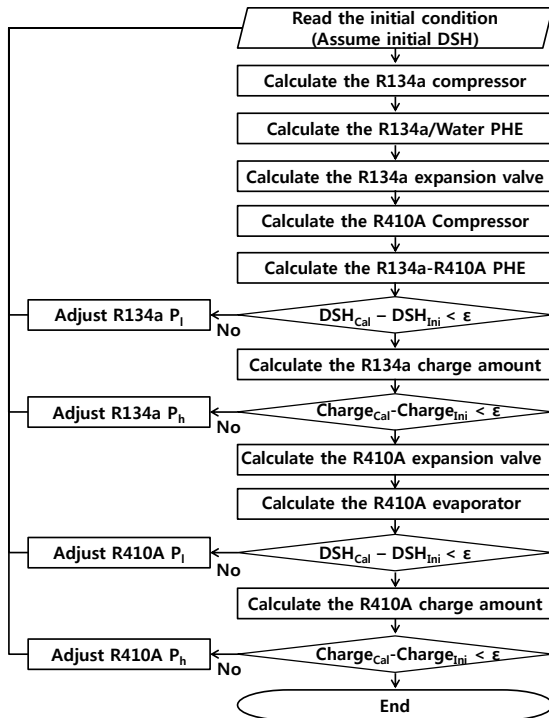 Read the initial condition
(Assume initial DSH)
Calculate the R134a compressor
Calculate the R134a/Water PHE
Calculate the R134a expansion valve
Calculate the R410A Compressor
Calculate the R134a-R410A PHE
Adjust R134a Pl
No
DSHCal – DSHIni < ε
Calculate the R134a charge amount
Adjust R134a Ph
No
ChargeCal-ChargeIni < ε
Calculate the R410A expansion valve
Calculate the R410A evaporator
Adjust R410A Pl
No
DSHCal – DSHIni < ε
Calculate the R410A charge amount
Adjust R410A Ph
No
ChargeCal-ChargeIni < ε
End